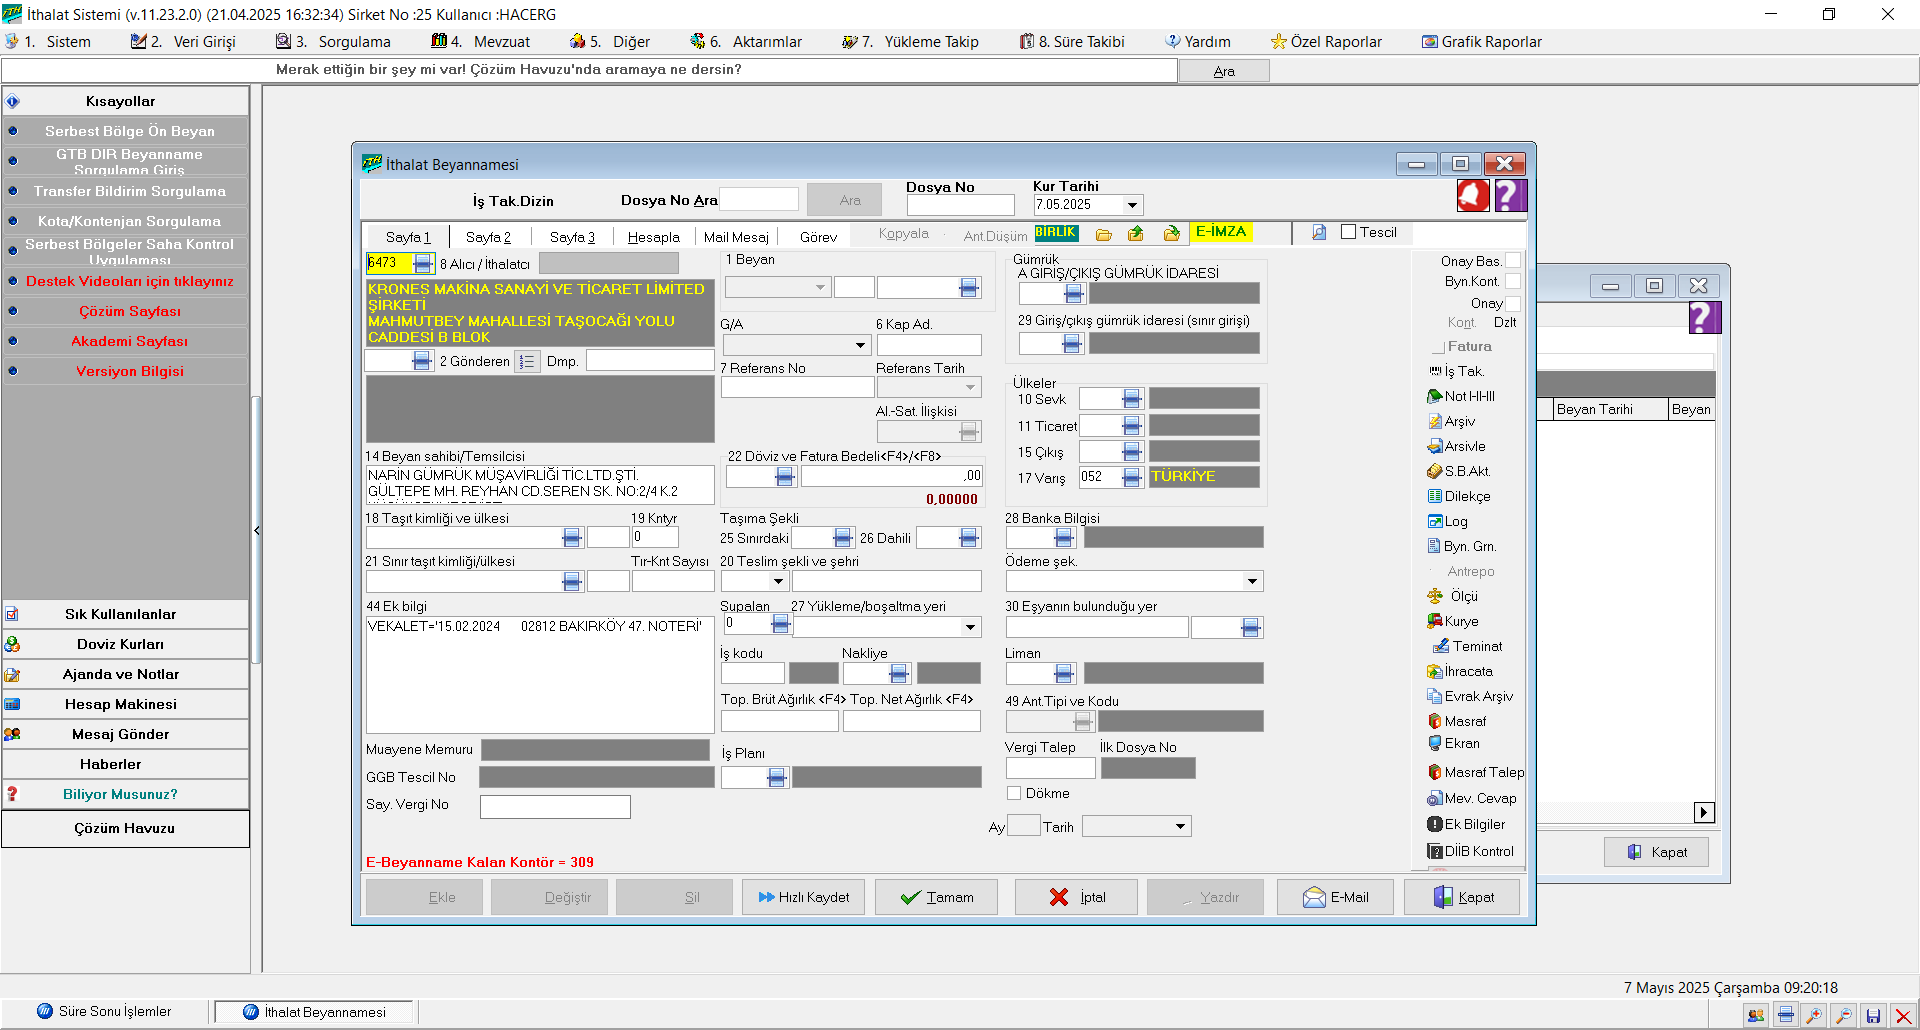 İthalat Sistemi (v.11.23.2.0) (21.04.2025 16:32:34) Sirket No :25 Kullanıcı :HACERG
1. Sistem 2. Veri Girişi 3. Sorgulama 4. Mevzuat 5. Diğer 6. Aktarımlar 7. Yükleme Takip 8. Süre Takibi Yardım Özel Raporlar Grafik Raporlar
Merak ettiğin bir şey mi var! Çözüm Havuzu'nda aramaya ne dersin? Ara
Kısayollar
Serbest Bölge Ön Beyan
GTB DIR Beyanname
Sorgulama Giriş
Transfer Bildirim Sorgulama
Kota/Kontenjan Sorgulama
Serbest Bölgeler Saha Kontrol
Uygulaması
Destek Videoları için tıklayınız
Çözüm Sayfası
Akademi Sayfası
Versiyon Bilgisi
Sık Kullanılanlar
Doviz Kurları
Ajanda ve Notlar
Hesap Makinesi
Mesaj Gönder
Haberler
Biliyor Musunuz?
Çözüm Havuzu
İthalat Beyannamesi
İş Tak.Dizin Dosya No Ara Ara Dosya No Kur Tarihi
7.05.2025
Sayfa 1 Sayfa 2 Sayfa 3 Hesapla Mail Mesaj Görev Kopyala Ant.Düşüm BİRLİK E-İMZA Tescil
6473 8 Alıcı / İthalatcı
KRONES MAKİNA SANAYİ VE TİCARET LİMİTED
ŞİRKETİ
MAHMUTBEY MAHALLESİ TAŞOCAĞI YOLU
CADDESİ B BLOK
2 Gönderen Dmp.
14 Beyan sahibi/Temsilcisi
NARİN GÜMRÜK MÜŞAVİRLİĞİ TİC.LTD.ŞTİ.
GÜLTEPE MH. REYHAN CD.SEREN SK. NO:2/4 K.2
18 Taşıt kimliği ve ülkesi 19 Kntyr
0
21 Sınır taşıt kimliği/ülkesi Tır-Knt Sayısı
44 Ek bilgi
VEKALET='15.02.2024 02812 BAKIRKÖY 47. NOTERİ'
Muayene Memuru
GGB Tescil No
Say. Vergi No
E-Beyanname Kalan Kontör = 309
1 Beyan
G/A 6 Kap Ad.
7 Referans No Referans Tarih
Al.-Sat. İlişkisi
22 Döviz ve Fatura Bedeli<F4>/<F8>
,00
0,00000
Taşıma Şekli
25 Sınırdaki 26 Dahili
20 Teslim şekli ve şehri
Supalan 27 Yükleme/boşaltma yeri
0
İş kodu Nakliye
Top. Brüt Ağırlık <F4> Top. Net Ağırlık <F4>
İş Planı
Gümrük
A GİRİŞ/ÇIKIŞ GÜMRÜK İDARESİ
29 Giriş/çıkış gümrük idaresi (sınır girişi)
Ülkeler
10 Sevk
11 Ticaret
15 Çıkış
17 Varış 052 TÜRKİYE
28 Banka Bilgisi
Ödeme şek.
30 Eşyanın bulunduğu yer
Liman
49 Ant.Tipi ve Kodu
Vergi Talep İlk Dosya No
Dökme
Ay Tarih
Onay Bas.
Byn.Kont.
Onay
Kont. Dzlt
Fatura
İş Tak.
Not I-II-III
Arşiv
Arsivle
S.B.Akt.
Dilekçe
Log
Byn. Grn.
Antrepo
Ölçü
Kurye
Teminat
İhracata
Evrak Arşiv
Masraf
Ekran
Masraf Talep
Mev. Cevap
Ek Bilgiler
DİİB Kontrol
Ekle Değiştir Sil Hızlı Kaydet Tamam İptal Yazdır E-Mail Kapat
Beyan Tarihi Beyan
Kapat
7 Mayıs 2025 Çarşamba 09:20:18
Süre Sonu İşlemler İthalat Beyannamesi